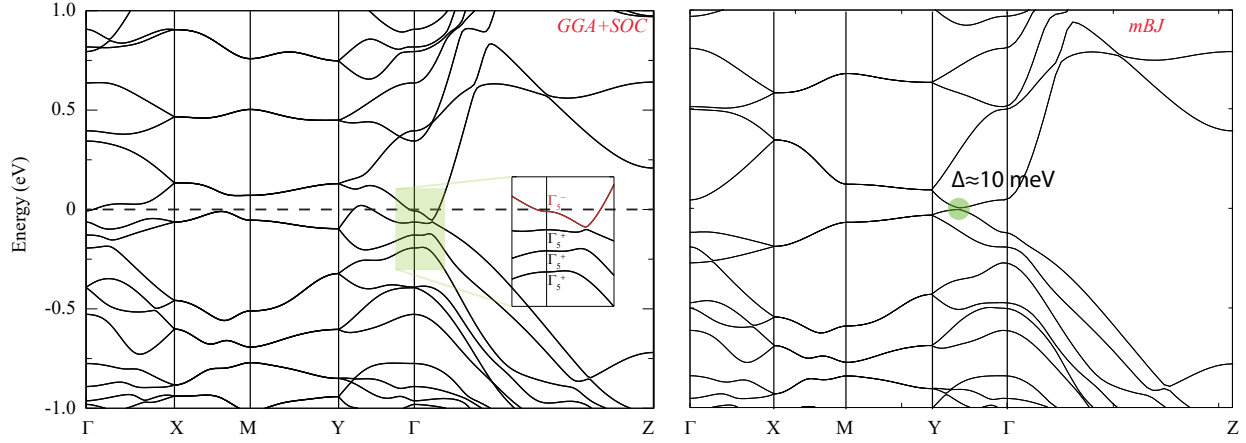 GGA+SOC
mBJ
Energy (eV)
1.0
0.5
0
-0.5
-1.0
Δ≈10 meV
Γ₅⁻
Γ₅⁺
Γ₅⁺
Γ₅⁺
Γ X M Y Γ Z
Γ X M Y Γ Z